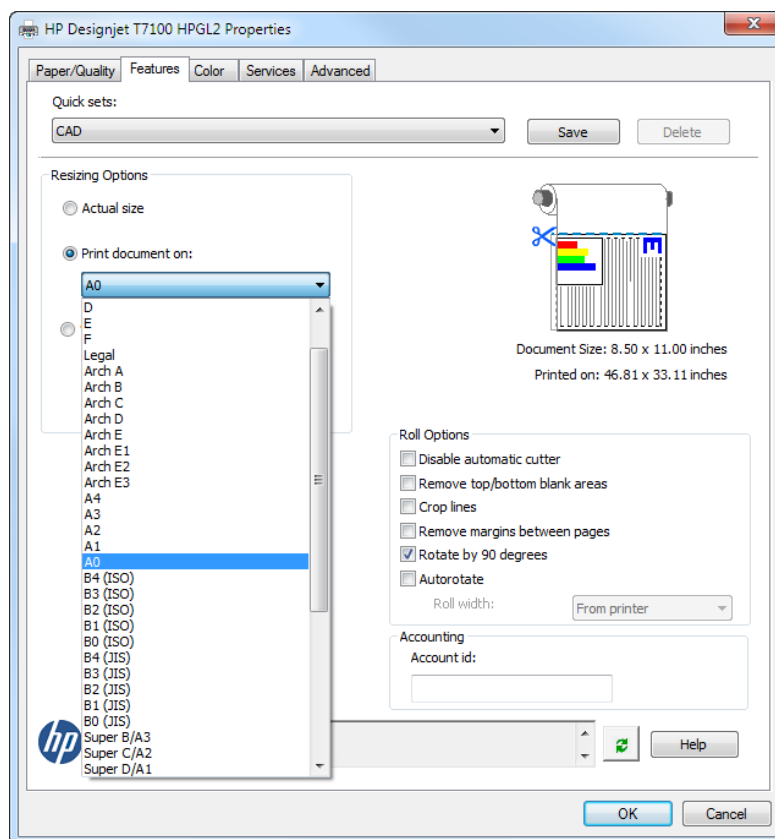 HP Designjet T7100 HPGL2 Properties
Paper/Quality Features Color Services Advanced
Quick sets:
CAD
Save
Delete
Resizing Options
Actual size
Print document on:
A0
D
E
F
Legal
Arch A
Arch B
Arch C
Arch D
Arch E
Arch E1
Arch E2
Arch E3
A4
A3
A2
A1
A0
B4 (ISO)
B3 (ISO)
B2 (ISO)
B1 (ISO)
B0 (ISO)
B4 (JIS)
B3 (JIS)
B2 (JIS)
B1 (JIS)
B0 (JIS)
Super B/A3
Super C/A2
Super D/A1
E
Document Size: 8.50 x 11.00 inches
Printed on: 46.81 x 33.11 inches
Roll Options
Disable automatic cutter
Remove top/bottom blank areas
Crop lines
Remove margins between pages
Rotate by 90 degrees
Autorotate
Roll width:
From printer
Accounting
Account id:
hp
Help
OK
Cancel